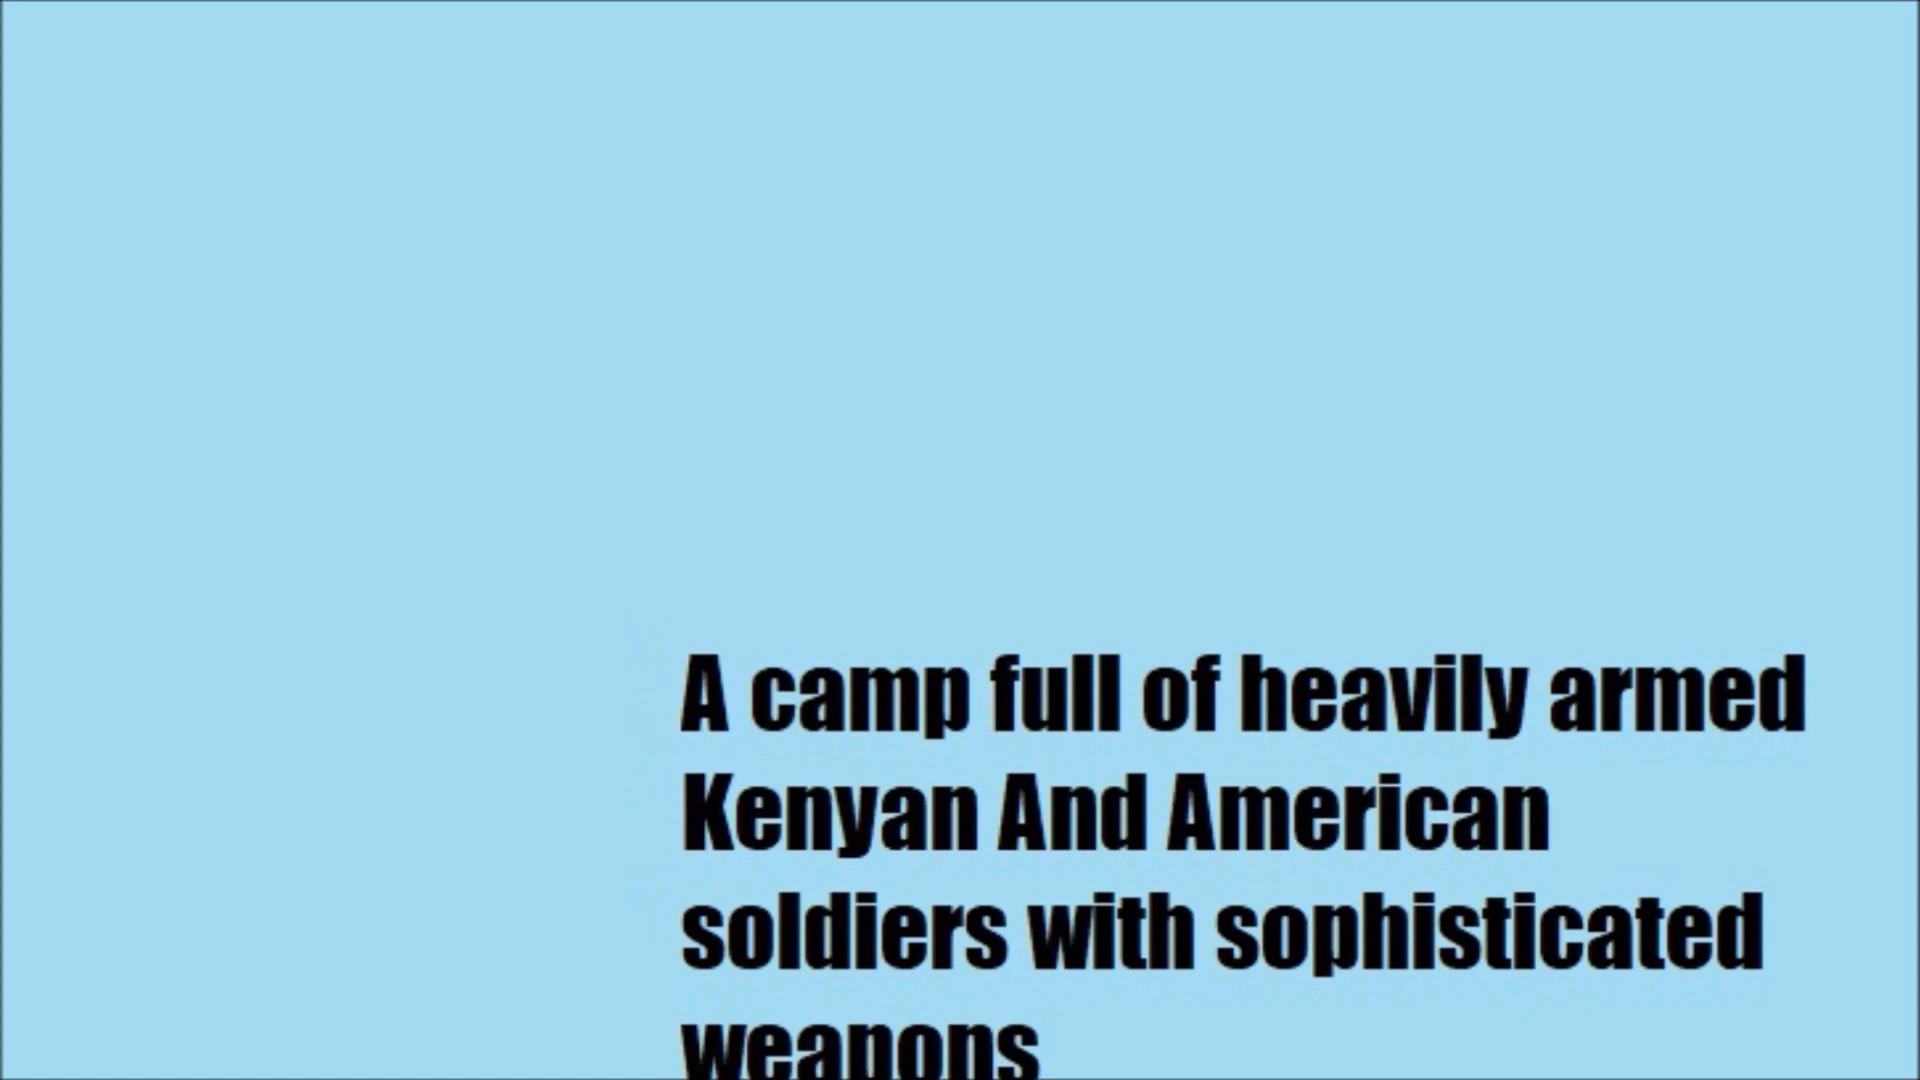 A camp full of heavily armed
Kenyan And American
soldiers with sophisticated
weapons